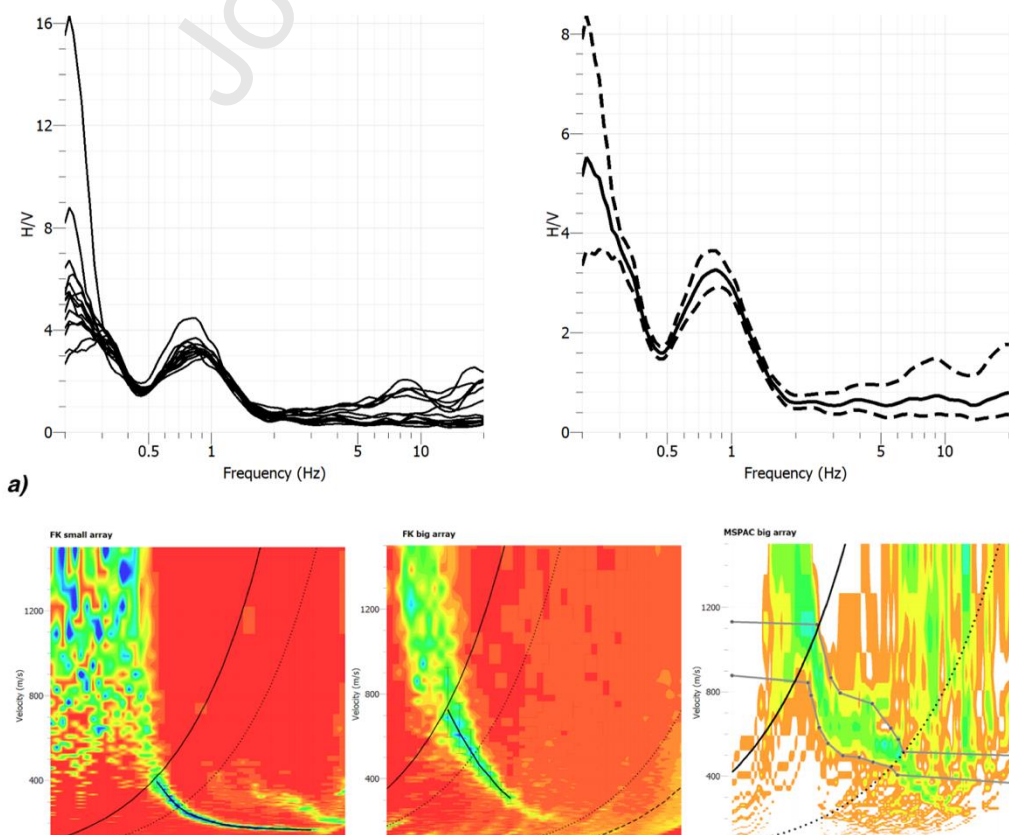 Jo
16
12
8
4
0
H/V
0.5 1 5 10
Frequency (Hz)
8
6
4
2
0
H/V
0.5 1 5 10
Frequency (Hz)
a)
FK small array
1200
800
400
Velocity (m/s)
FK big array
1200
800
400
Velocity (m/s)
MSPAC big array
1200
800
400
Velocity (m/s)